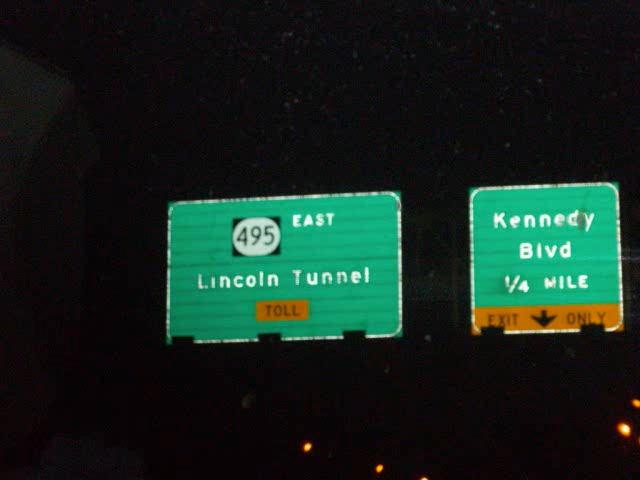 495 EAST
Lincoln Tunnel
TOLL
Kennedy
Blvd
1/4 MILE
EXIT ONLY